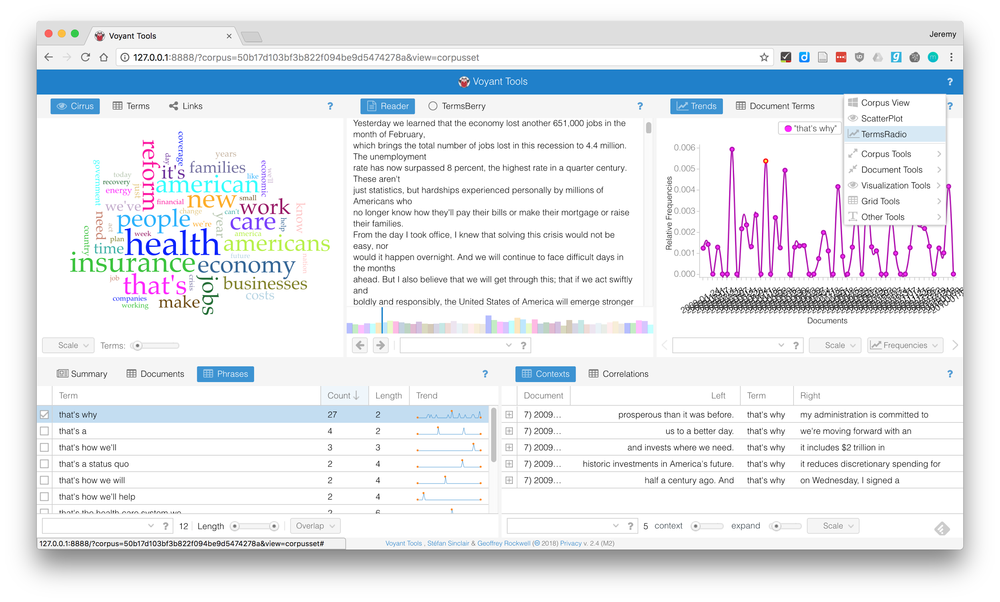 Voyant Tools
Jeremy
127.0.0.1:8888/?corpus=50b17d103bf3b822f094be9d5474278a&view=corpusset
Voyant Tools
?
Cirrus
Terms
Links
?
coverage
reform
day
years
government
it's
families
economic
we'll
today
like
recovery
american
energy
just
financial
new
small
we've
work
know
change
can't
need
people
we're
year
care
help
act
country
week
america
plan
health
americans
time
future
insurance
economy
nation
job
that's
crisis
jobs
businesses
costs
companies
make
working
Scale
Terms:
Reader
TermsBerry
?
Yesterday we learned that the economy lost another 651,000 jobs in the
month of February,
which brings the total number of jobs lost in this recession to 4.4 million.
The unemployment
rate has now surpassed 8 percent, the highest rate in a quarter century.
These aren't
just statistics, but hardships experienced personally by millions of
Americans who
no longer know how they'll pay their bills or make their mortgage or raise
their families.
From the day I took office, I knew that solving this crisis would not be
easy, nor
would it happen overnight. And we will continue to face difficult days in
the months
ahead. But I also believe that we will get through this; that if we act swiftly
and
boldly and responsibly, the United States of America will emerge stronger
?
Trends
Document Terms
?
"that's why"
Corpus View
ScatterPlot
TermsRadio
Corpus Tools
Document Tools
Visualization Tools
Grid Tools
Other Tools
Relative Frequencies
0.006
0.005
0.004
0.003
0.002
0.001
0.000
Documents
?
Scale
Frequencies
Summary
Documents
Phrases
?
Term Count Length Trend
that's why 27 2
that's a 4 2
that's how we'll 3 3
that's a status quo 2 4
that's how we will 2 4
that's how we'll help 2 4
that's the health care system we 2 6
? 12 Length Overlap
Contexts
Correlations
?
Document Left Term Right
7) 2009... prosperous than it was before. that's why my administration is committed to
7) 2009... us to a better day. that's why we're moving forward with an
7) 2009... and invests where we need. that's why it includes $2 trillion in
7) 2009... historic investments in America's future. that's why it reduces discretionary spending for
7) 2009... half a century ago. And that's why on Wednesday, I signed a
? 5 context expand Scale
127.0.0.1:8888/?corpus=50b17d103bf3b822f094be9d5474278a&view=corpusset#
Voyant Tools , Stéfan Sinclair & Geoffrey Rockwell (cc 2018) Privacy v. 2.4 (M2)